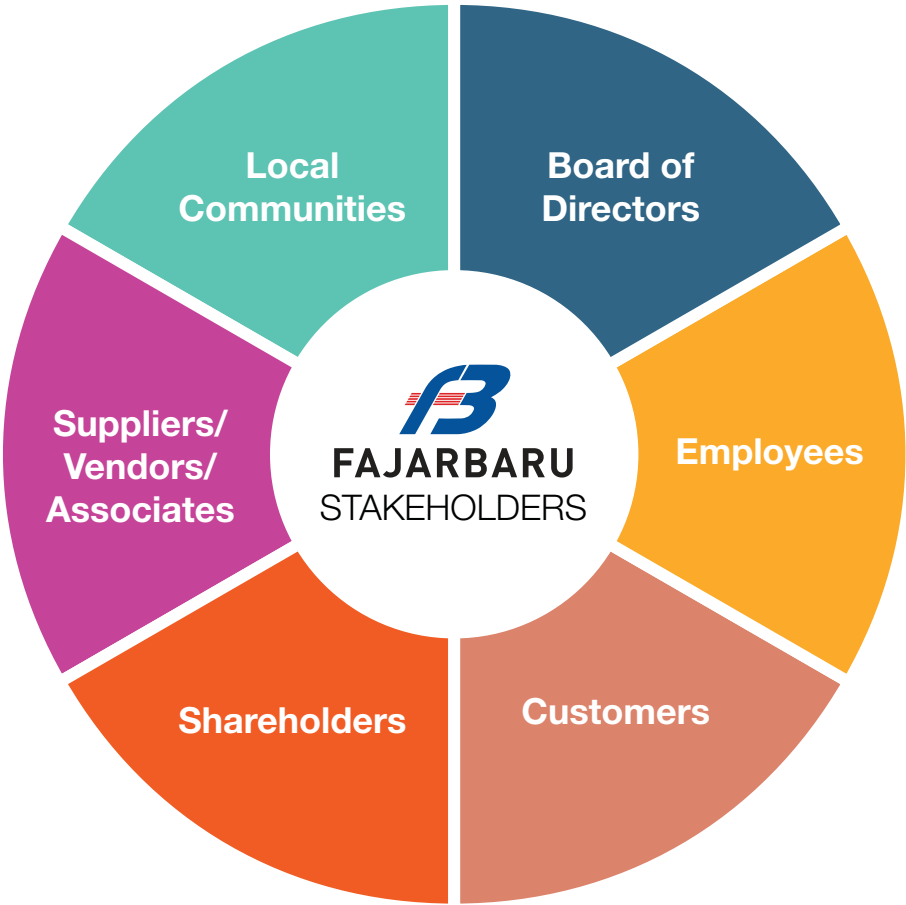 Local
Communities
Board of
Directors
Suppliers/
Vendors/
Associates
FAJARBARU
STAKEHOLDERS
Employees
Shareholders
Customers